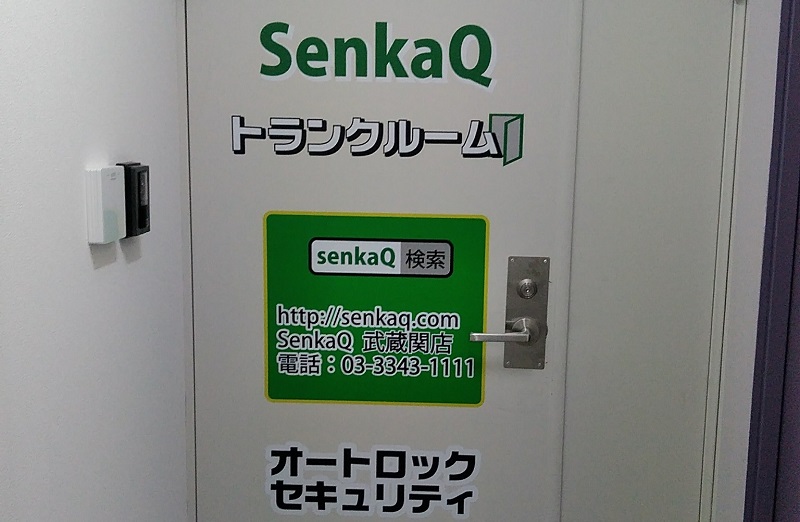 SenkaQ
トランクルーム
senkaQ 検索
http://senkaq.com
SenkaQ 武蔵関店
電話：03-3343-1111
オートロック
セキュリティ